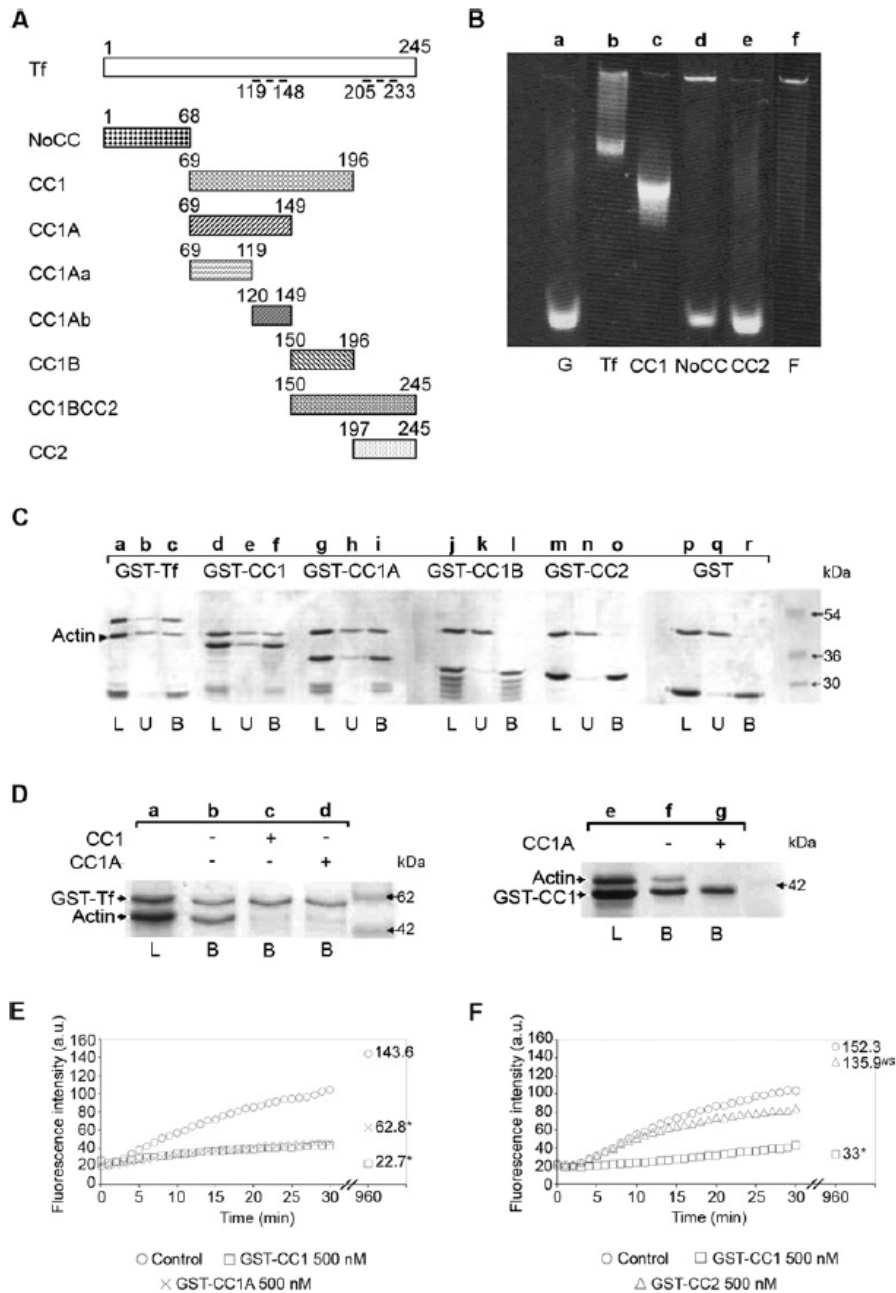 A
1 245
Tf
119 148 205 233
1 68
NoCC
69 196
CC1
69 149
CC1A
69 119
CC1Aa
120 149
CC1Ab
150 196
CC1B
150 245
CC1BCC2
197 245
CC2
B
a b c d e f
G Tf CC1 NoCC CC2 F
C
a b c d e f g h i j k l m n o p q r
GST-Tf GST-CC1 GST-CC1A GST-CC1B GST-CC2 GST kDa
Actin
54
36
30
L U B L U B L U B L U B L U B L U B
D
a b c d
CC1 - + 
CC1A - + kDa
GST-Tf 62
Actin 42
L B B B
e f g
CC1A - + kDa
Actin 42
GST-CC1
L B B
E
Fluorescence intensity (a.u.)
160
140
120
100
80
60
40
20
0
143.6
62.8*
22.7*
0 5 10 15 20 25 30 960
Time (min)
Control GST-CC1 500 nM
GST-CC1A 500 nM
F
Fluorescence intensity (a.u.)
160
140
120
100
80
60
40
20
0
152.3
135.9NS
33*
0 5 10 15 20 25 30 960
Time (min)
Control GST-CC1 500 nM
GST-CC2 500 nM